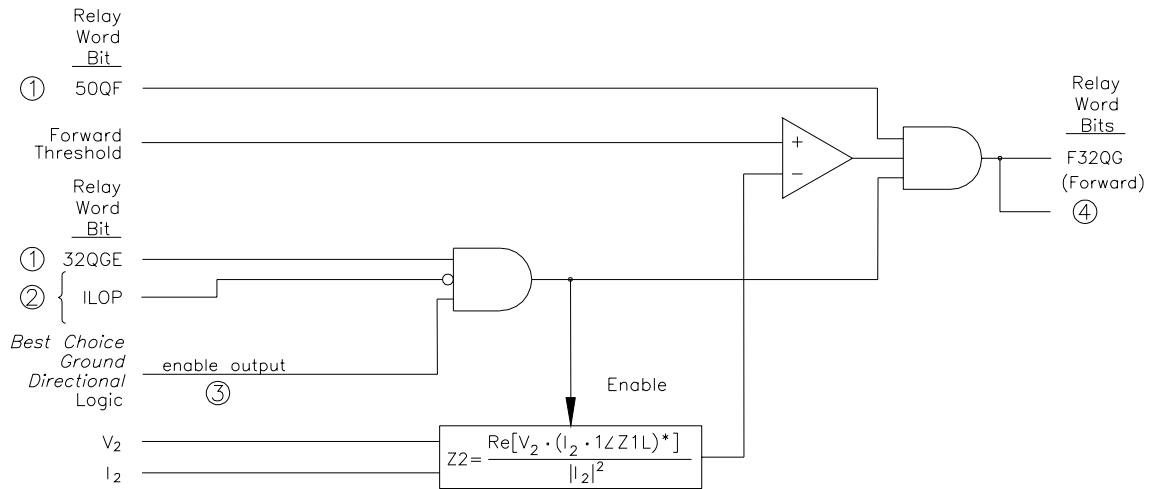 Relay
Word
Bit
① 50QF
Forward
Threshold
+
−
Relay
Word
Bits
F32QG
(Forward)
④
Relay
Word
Bit
① 32QGE
② { ILOP
Best Choice
Ground
Directional
Logic
enable output
③
Enable
V₂
I₂
Z2= Re[V₂ · (I₂ · 1∠Z1L)*]
|I₂|²